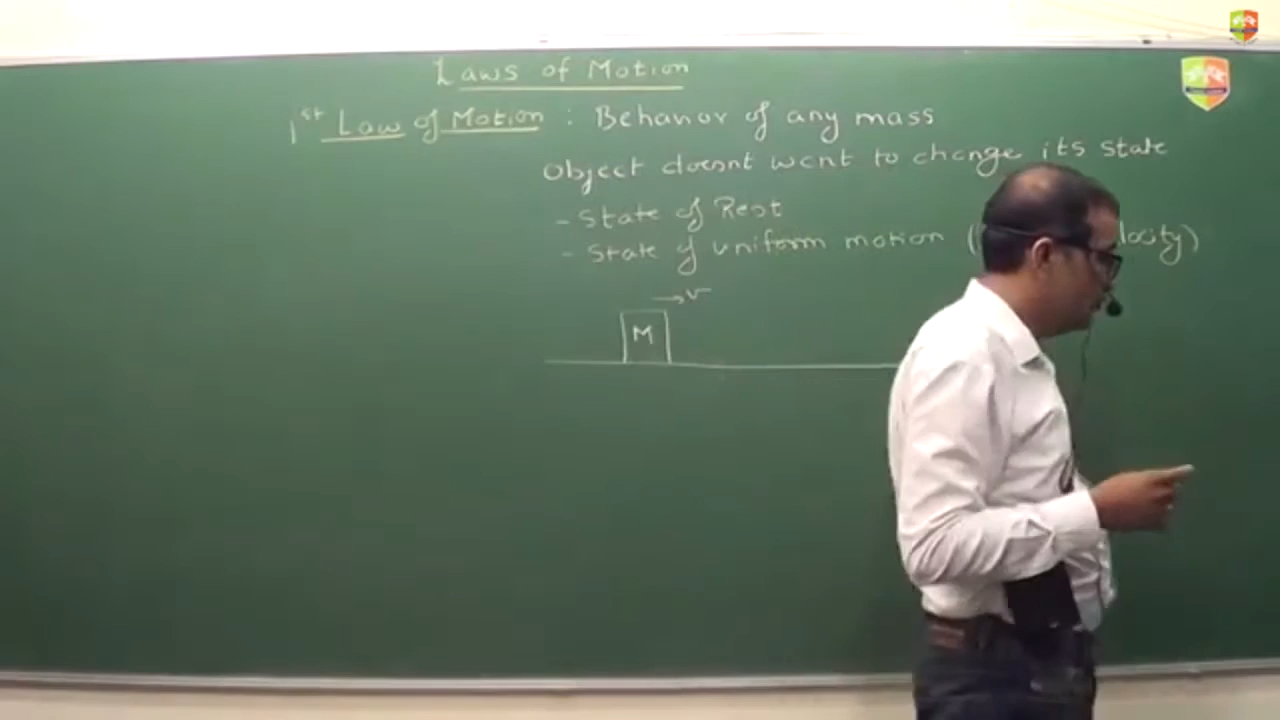 Laws of Motion
1st Law of Motion : Behavior of any mass
Object doesnt want to change its state
- State of Rest
- State of uniform motion ( locity)
→ v
M